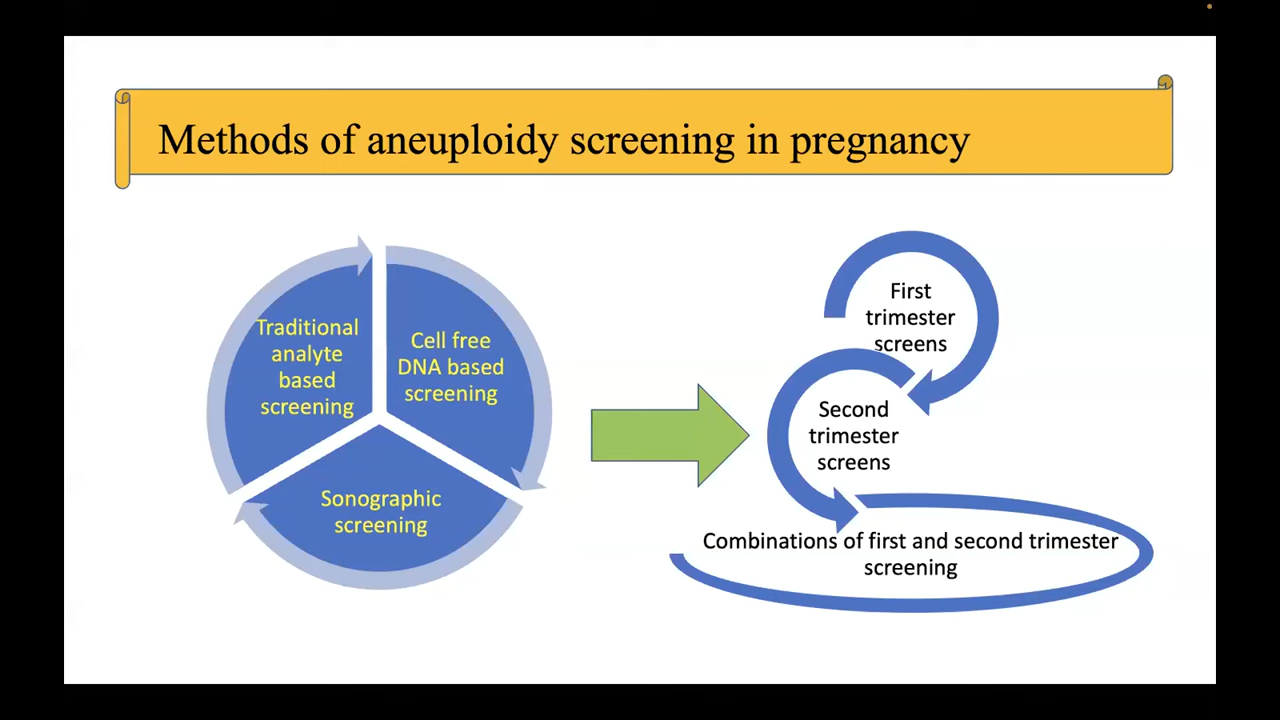 Methods of aneuploidy screening in pregnancy
Traditional
analyte
based
screening
Cell free
DNA based
screening
Sonographic
screening
First
trimester
screens
Second
trimester
screens
Combinations of first and second trimester
screening